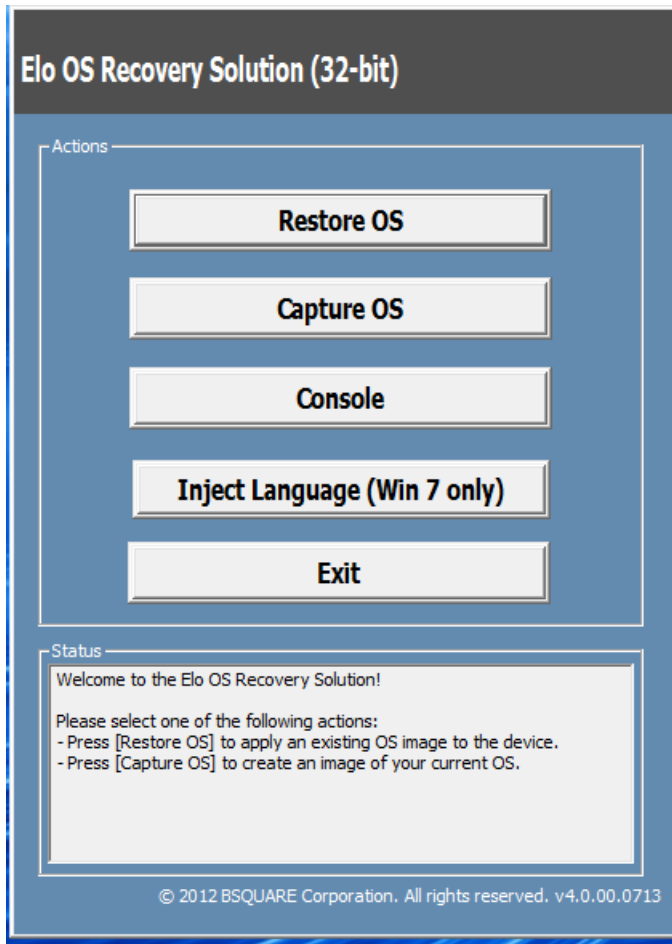 Elo OS Recovery Solution (32-bit)
Actions
Restore OS
Capture OS
Console
Inject Language (Win 7 only)
Exit
Status
Welcome to the Elo OS Recovery Solution!
Please select one of the following actions:
- Press [Restore OS] to apply an existing OS image to the device.
- Press [Capture OS] to create an image of your current OS.
© 2012 BSQUARE Corporation. All rights reserved. v4.0.00.0713